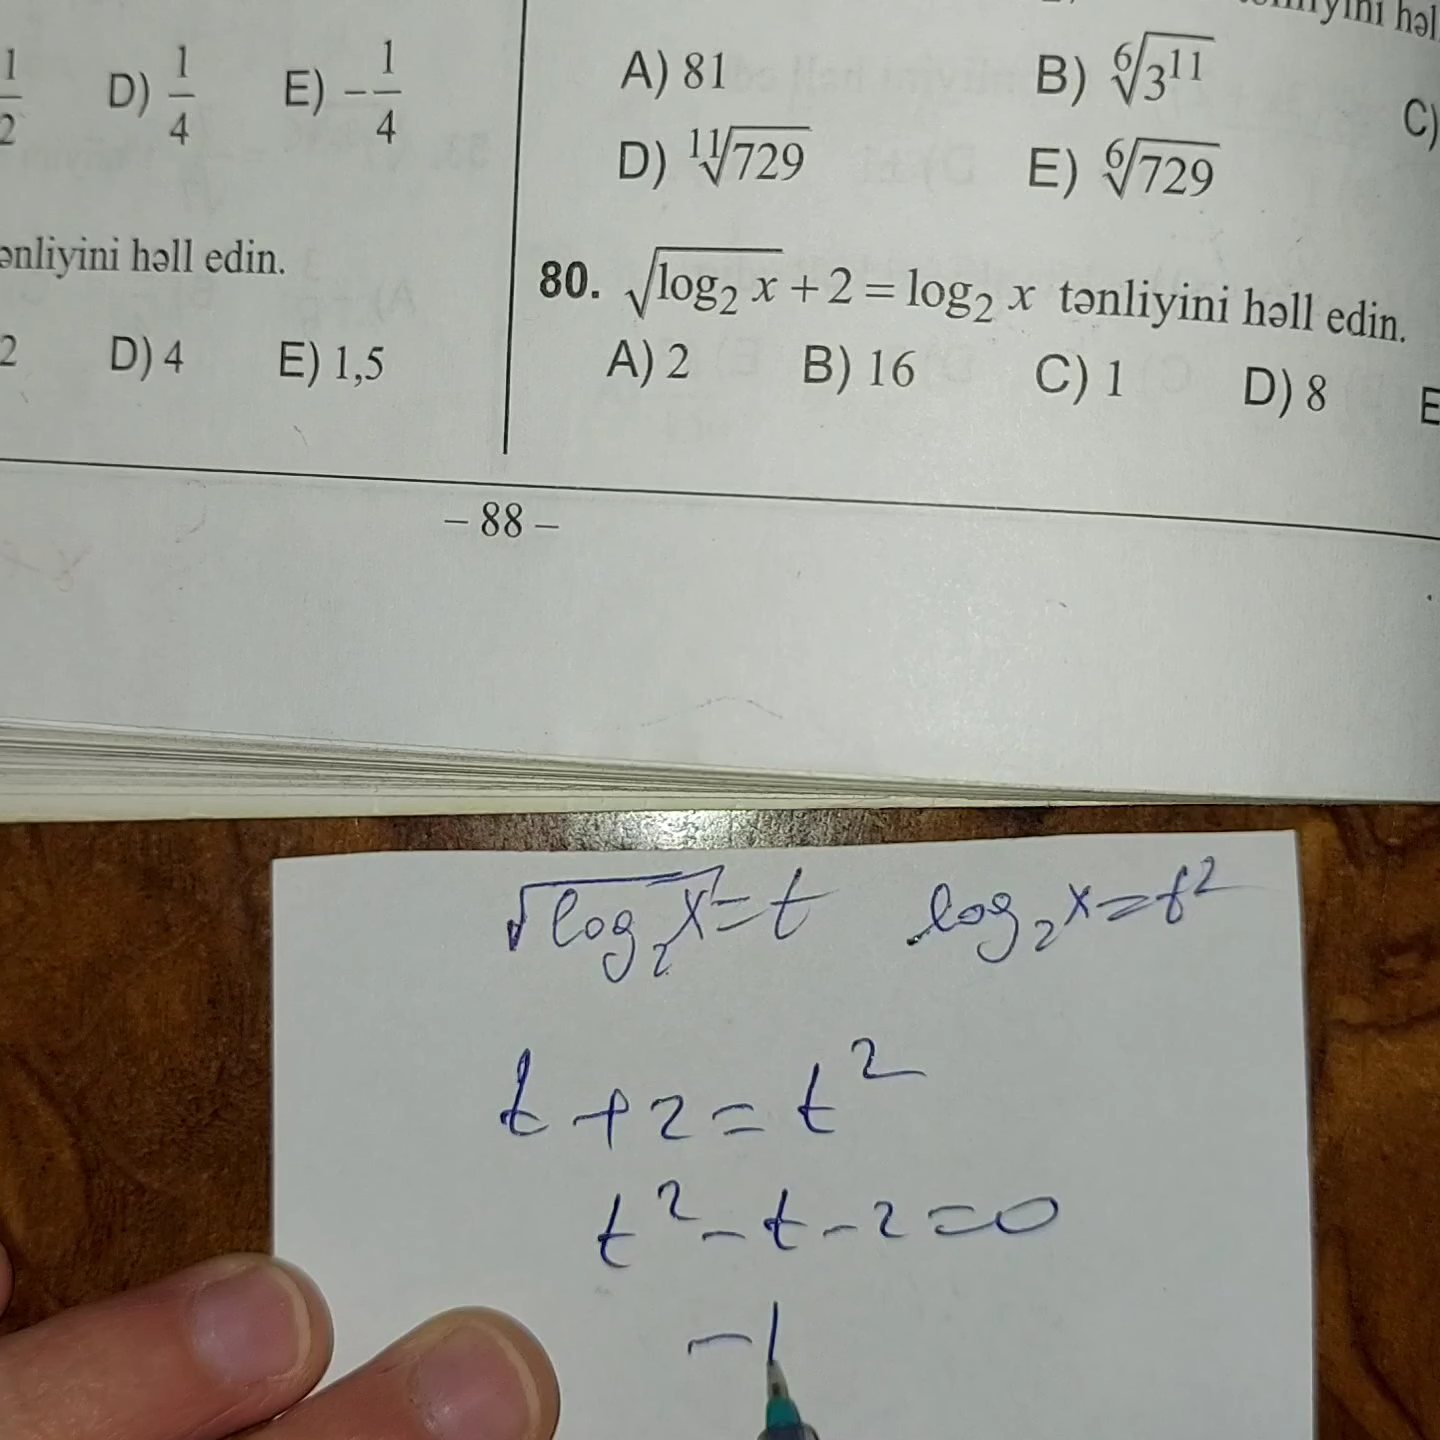 1/2 D) 1/4 E) -1/4
ənliyini həll edin.
2 D) 4 E) 1,5
həl
A) 81 B) ⁶√3¹¹ C)
D) ¹¹√729 E) ⁶√729
80. √log₂ x + 2 = log₂ x tənliyini həll edin.
A) 2 B) 16 C) 1 D) 8 E
– 88 –
√log₂x = t log₂x = t²
t + 2 = t²
t² - t - 2 = 0
-1